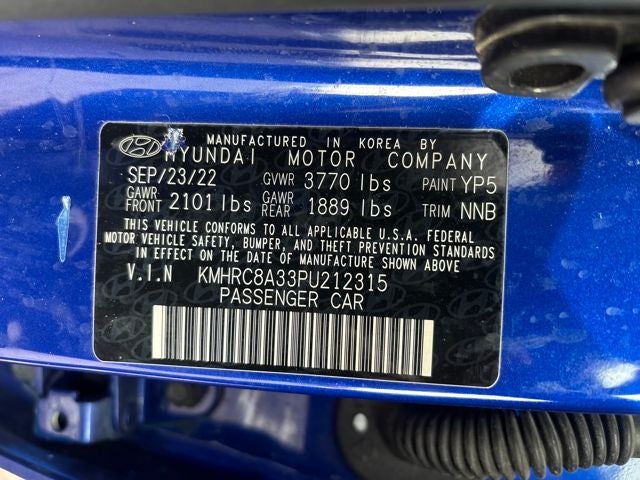 MANUFACTURED IN KOREA BY
HYUNDAI MOTOR COMPANY
SEP/23/22 GVWR 3770 lbs PAINT YP5
GAWR FRONT 2101 lbs GAWR REAR 1889 lbs TRIM NNB
THIS VEHICLE CONFORMS TO ALL APPLICABLE U.S.A. FEDERAL
MOTOR VEHICLE SAFETY, BUMPER, AND THEFT PREVENTION STANDARDS
IN EFFECT ON THE DATE OF MANUFACTURE SHOWN ABOVE.
V.I.N KMHRC8A33PU212315
PASSENGER CAR